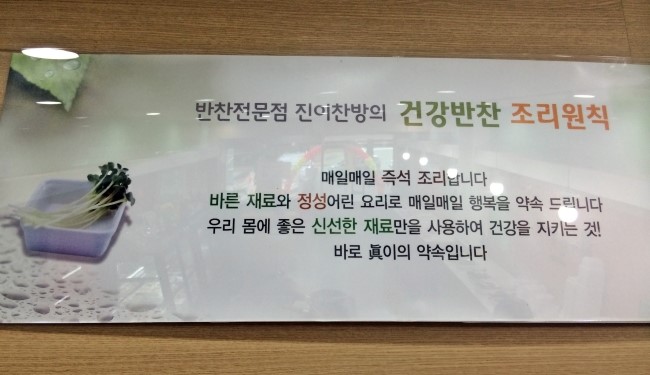 반찬전문점 진이찬방의 건강반찬 조리원칙
매일매일 즉석 조리입니다
바른 재료와 정성어린 요리로 매일매일 행복을 약속 드립니다
우리 몸에 좋은 신선한 재료만을 사용하여 건강을 지키는 것!
바로 眞이의 약속입니다